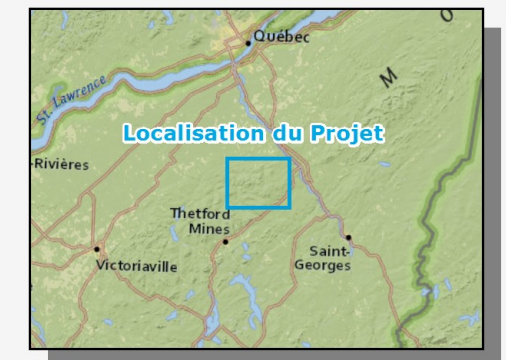 Québec
O
M
St. Lawrence
Localisation du Projet
-Rivières
Thetford
Mines
Saint-
Georges
Victoriaville